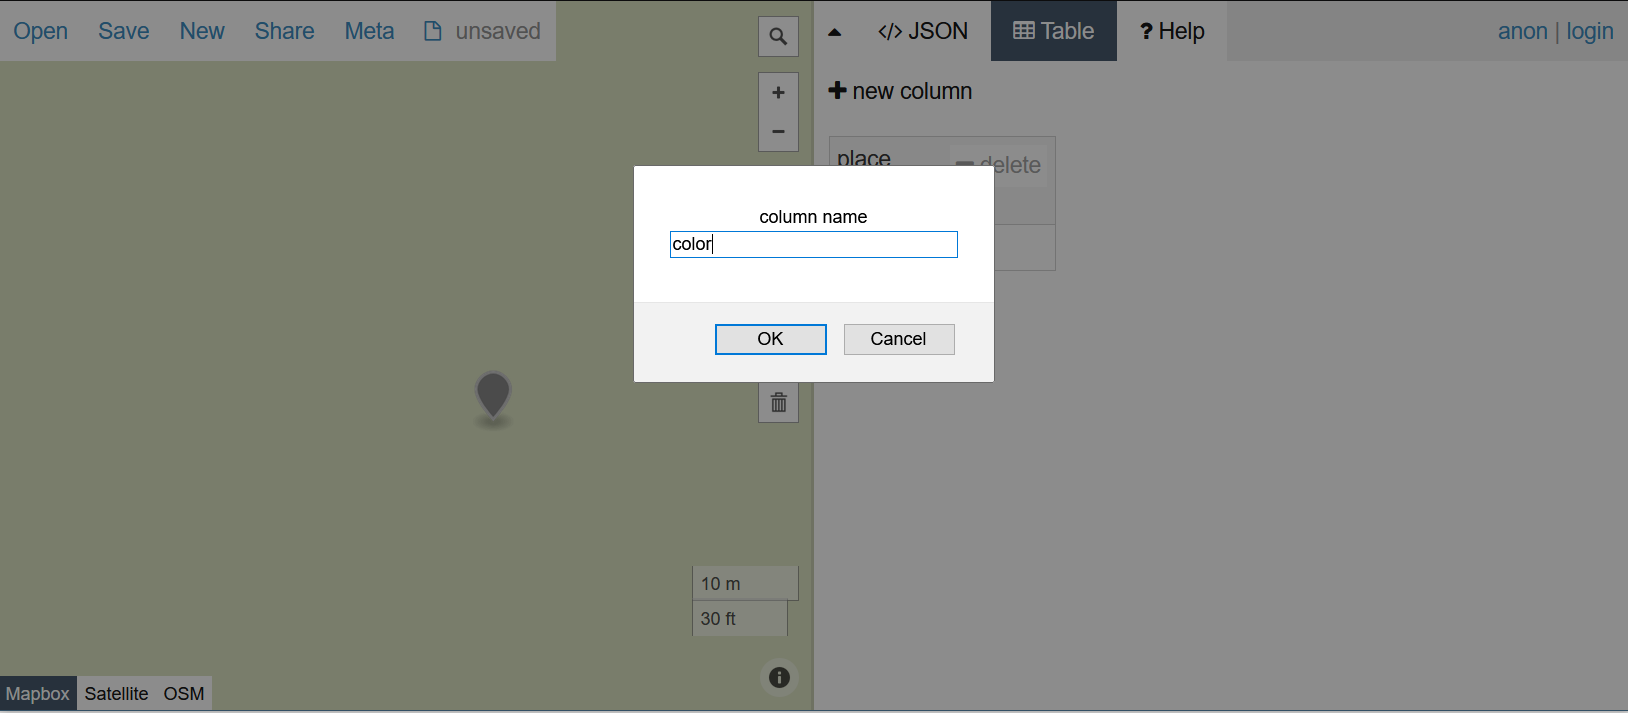 Open Save New Share Meta unsaved
</> JSON Table ? Help anon | login
+
−
new column
place delete
column name
color
OK Cancel
10 m
30 ft
Mapbox Satellite OSM